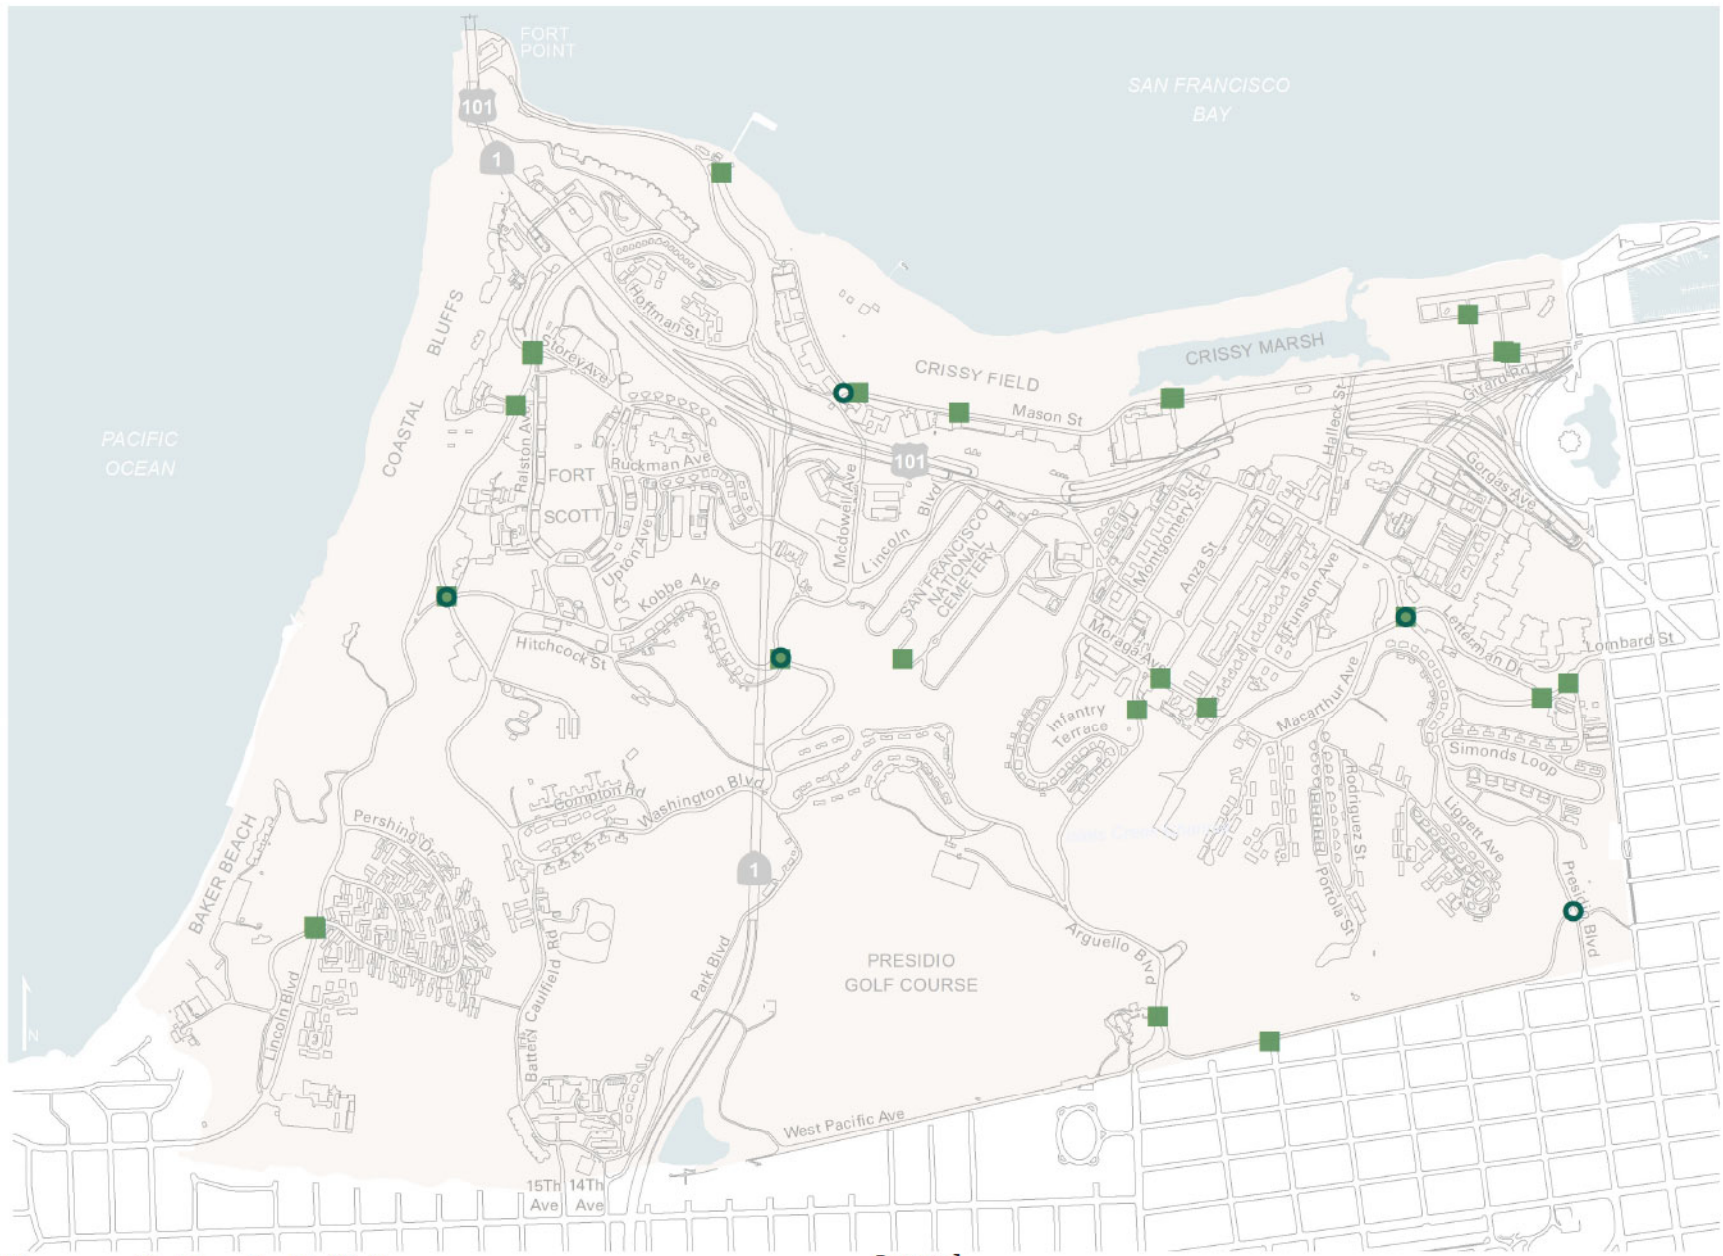 FORT
POINT
SAN FRANCISCO
BAY
101
1
COASTAL BLUFFS
Hoffman St
Storey Ave
PACIFIC
OCEAN
CRISSY FIELD
CRISSY MARSH
Mason St
Girard Rd
Halleck St
101
Ralston Ave
FORT
SCOTT
Ruckman Ave
Upton Ave
Mcdowell Ave
Lincoln Blvd
SAN FRANCISCO
NATIONAL
CEMETERY
Montgomery St
Anza St
Funston Ave
Gorgas Ave
Kobbe Ave
Hitchcock St
Moraga Ave
Letterman Dr
Lombard St
Infantry
Terrace
Macarthur Ave
Simonds Loop
Compton Rd
Washington Blvd
Pershing Dr
BAKER BEACH
Rodriguez St
Portola St
Liggett Ave
Presidio Blvd
1
Arguello Blvd
Park Blvd
Battery Caulfield Rd
Lincoln Blvd
PRESIDIO
GOLF COURSE
N
West Pacific Ave
15Th
Ave
14Th
Ave